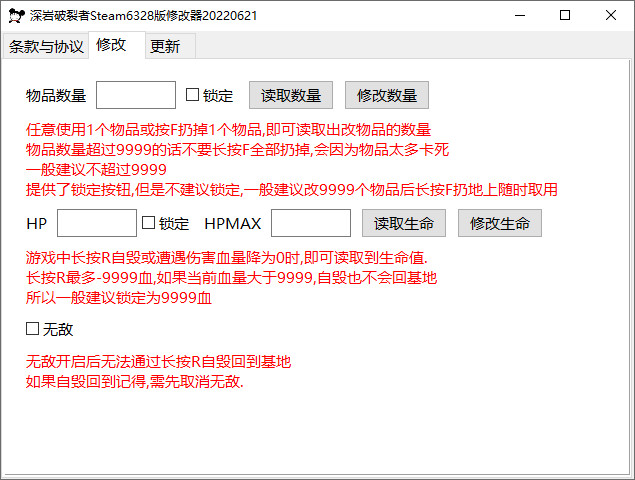 深岩破裂者Steam6328版修改器20220621
条款与协议 修改 更新
物品数量 锁定 读取数量 修改数量
任意使用1个物品或按F扔掉1个物品,即可读取出改物品的数量
物品数量超过9999的话不要长按F全部扔掉,会因为物品太多卡死
一般建议不超过9999
提供了锁定按钮,但是不建议锁定,一般建议改9999个物品后长按F扔地上随时取用
HP 锁定 HPMAX 读取生命 修改生命
游戏中长按R自毁或遭遇伤害血量降为0时,即可读取到生命值.
长按R最多-9999血,如果当前血量大于9999,自毁也不会回基地
所以一般建议锁定为9999血
无敌
无敌开启后无法通过长按R自毁回到基地
如果自毁回到记得,需先取消无敌.